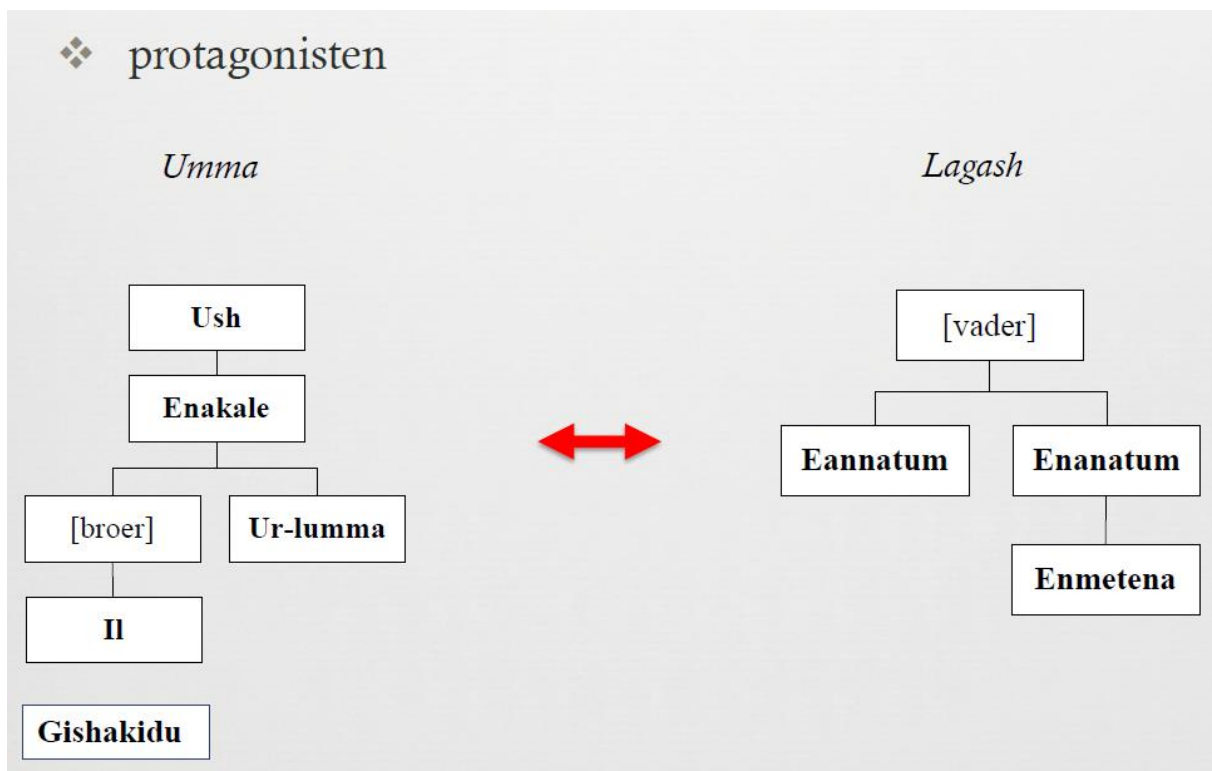 protagonisten
Umma
Lagash
Ush
Enakale
[broer]
Ur-lumma
Il
Gishakidu
[vader]
Eannatum
Enanatum
Enmetena